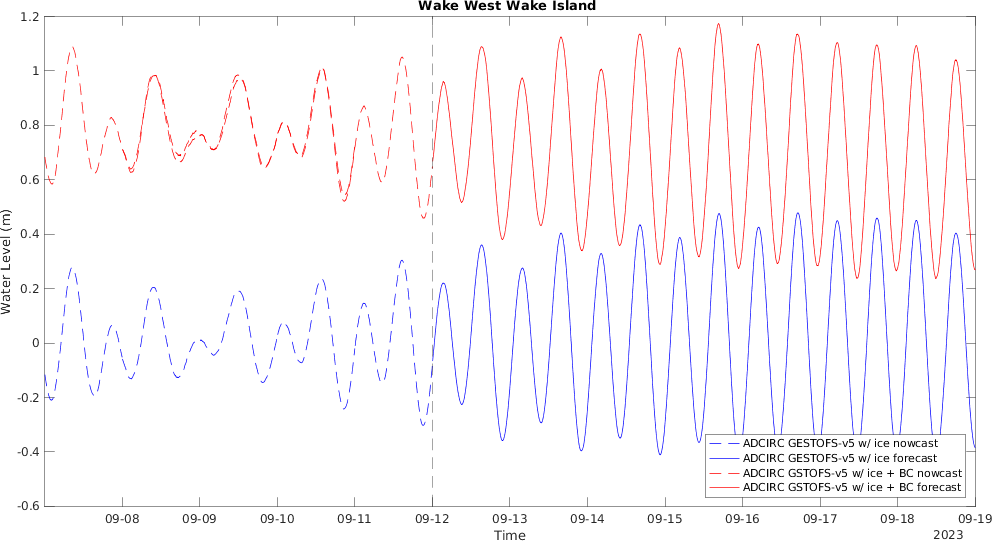 Wake West Wake Island
1.2
1
0.8
0.6
0.4
0.2
0
-0.2
-0.4
-0.6
Water Level (m)
ADCIRC GESTOFS-v5 w/ ice nowcast
ADCIRC GESTOFS-v5 w/ ice forecast
ADCIRC GSTOFS-v5 w/ ice + BC nowcast
ADCIRC GSTOFS-v5 w/ ice + BC forecast
09-08 09-09 09-10 09-11 09-12 09-13 09-14 09-15 09-16 09-17 09-18 09-19
Time
2023